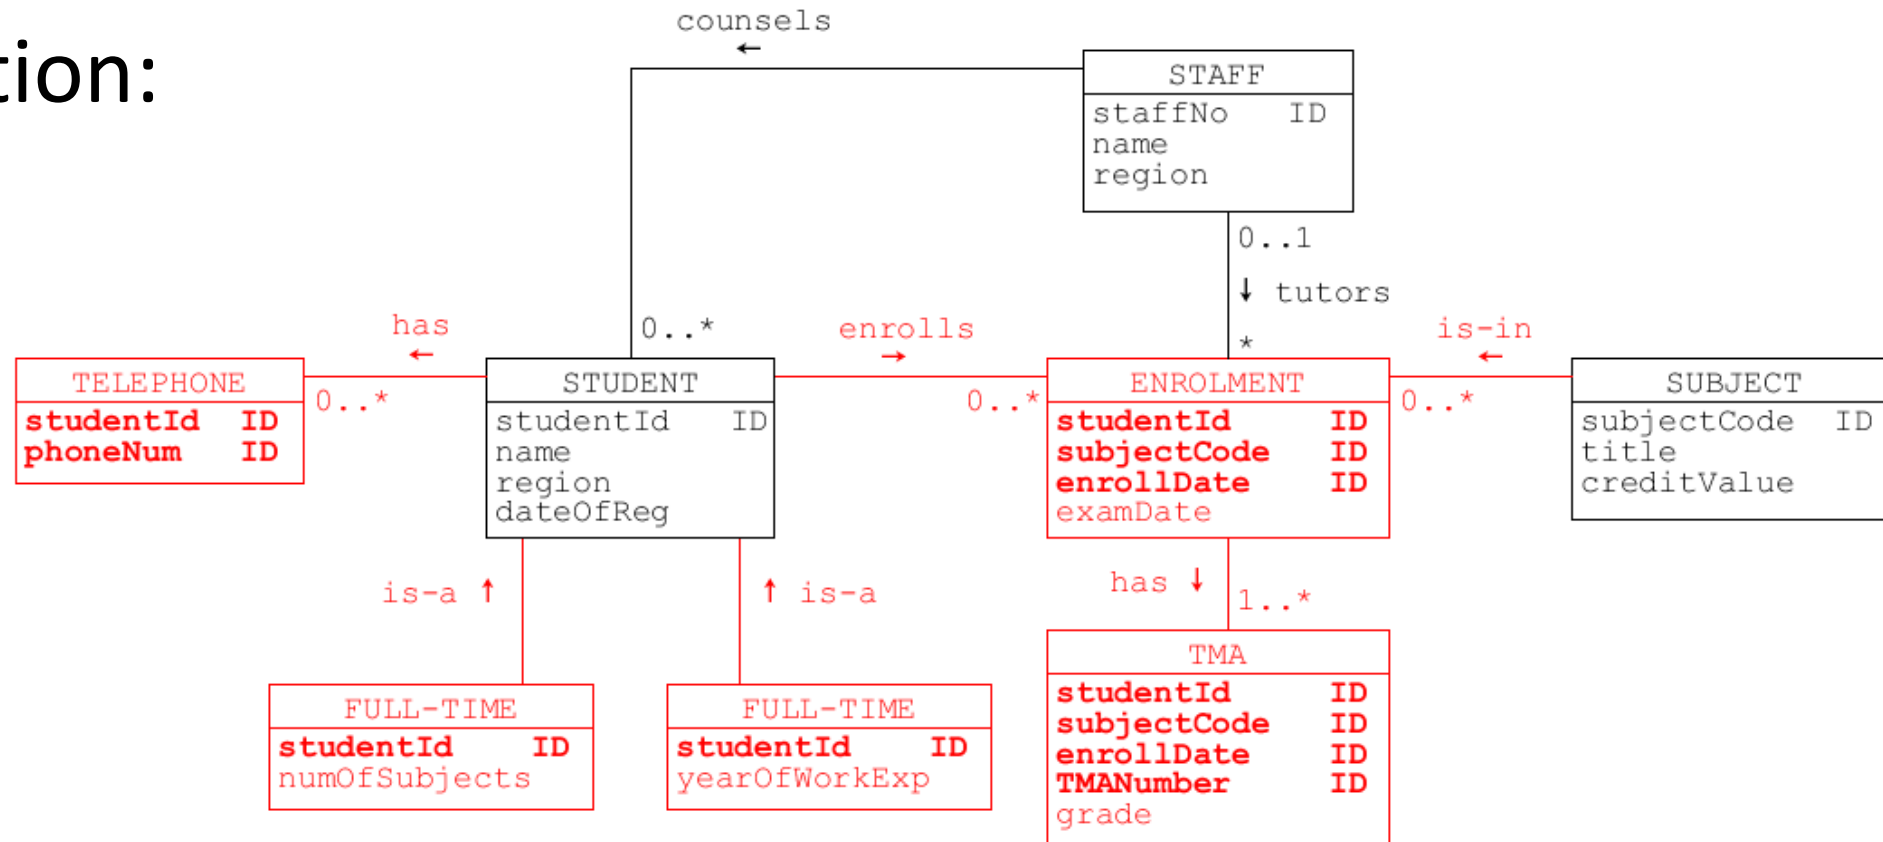 counsels
←
tion:
STAFF
staffNo ID
name
region
0..1
↓ tutors
has
←
0..*
enrolls
→
*
is-in
←
TELEPHONE
studentId ID
phoneNum ID
0..*
STUDENT
studentId ID
name
region
dateOfReg
0..*
ENROLMENT
studentId ID
subjectCode ID
enrollDate ID
examDate
0..*
SUBJECT
subjectCode ID
title
creditValue
is-a ↑
↑ is-a
has ↓
1..*
FULL-TIME
studentId ID
numOfSubjects
FULL-TIME
studentId ID
yearOfWorkExp
TMA
studentId ID
subjectCode ID
enrollDate ID
TMANumber ID
grade